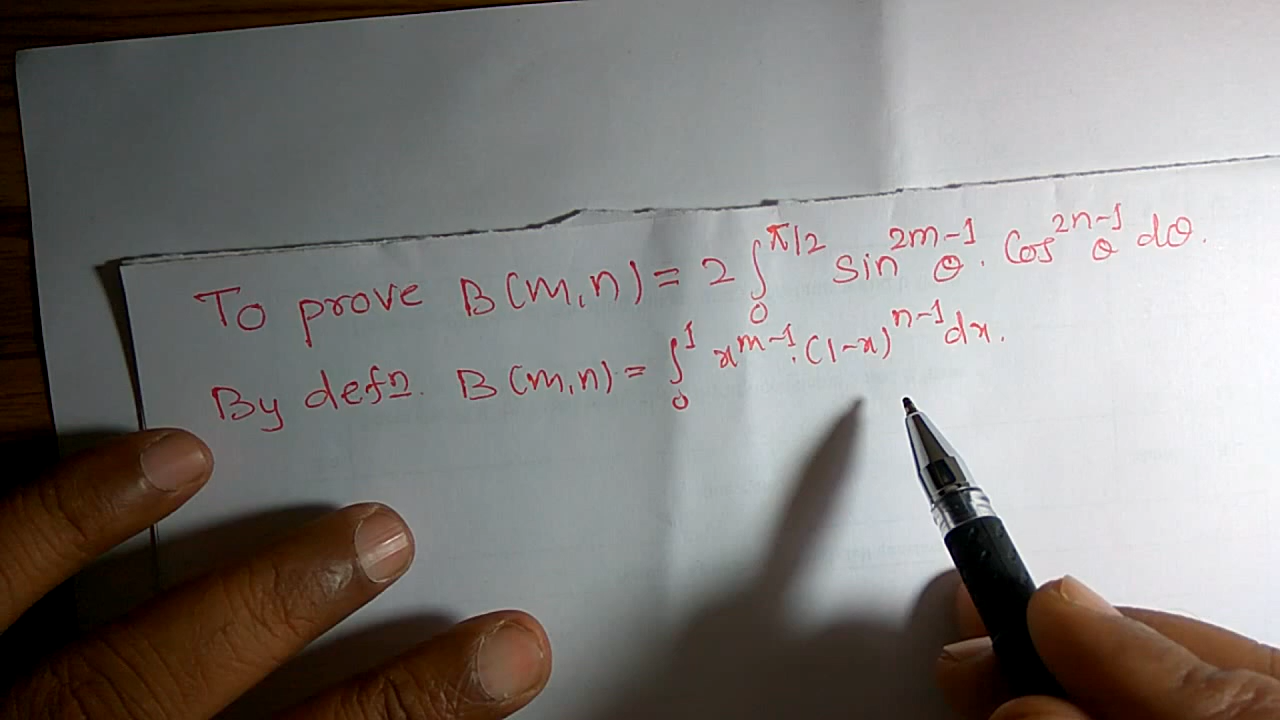 To prove B(m,n) = 2 ∫₀^{π/2} sin^{2m-1}θ . Cos^{2n-1}θ dθ.
By defn. B(m,n) = ∫₀^1 x^{m-1} . (1-x)^{n-1} dx.